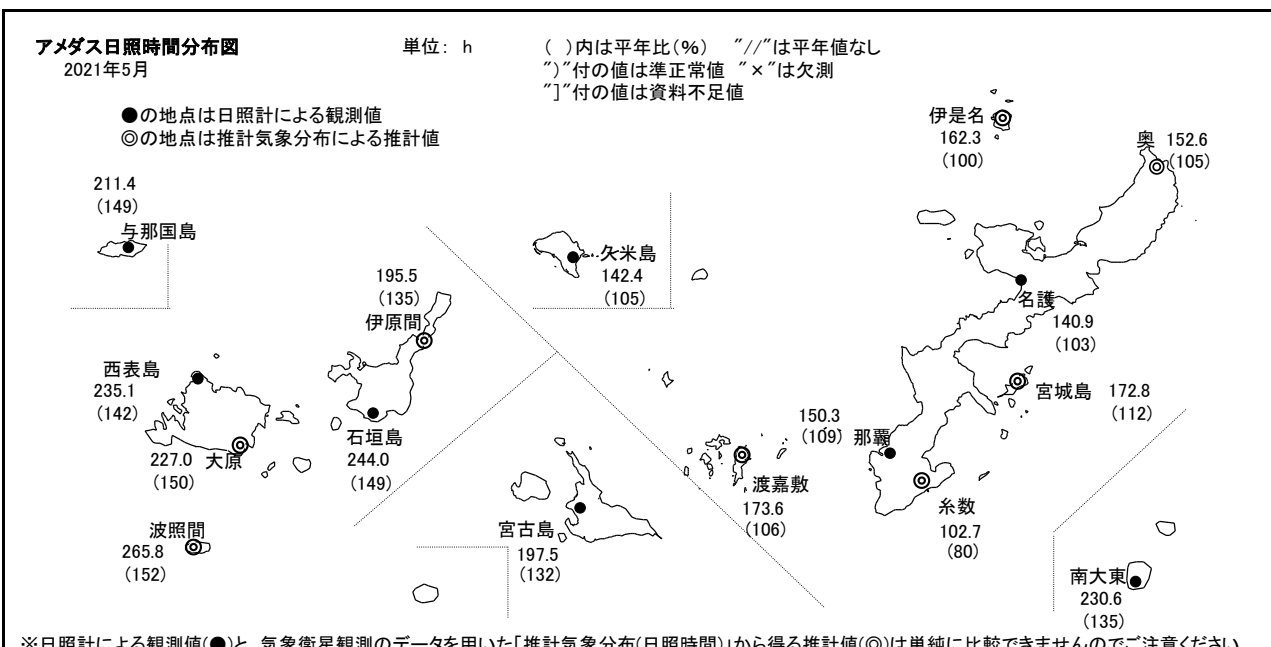 アメダス日照時間分布図 単位: h ( )内は平年比(%) "//"は平年値なし
2021年5月 ")"付の値は準正常値 "×"は欠測
"]"付の値は資料不足値
●の地点は日照計による観測値
◎の地点は推計気象分布による推計値
伊是名
162.3
(100)
奥 152.6
(105)
211.4
(149)
与那国島
久米島
142.4
(105)
195.5
(135)
伊原間
名護
140.9
(103)
西表島
235.1
(142)
宮城島 172.8
(112)
石垣島
244.0
(149)
150.3
(109) 那覇
227.0 大原
(150)
渡嘉敷
173.6
(106)
糸数
102.7
(80)
波照間
265.8
(152)
宮古島
197.5
(132)
南大東
230.6
(135)
※日照計による観測値(●)と、気象衛星観測のデータを用いた「推計気象分布(日照時間)」から得る推計値(◎)は単純に比較できませんのでご注意ください